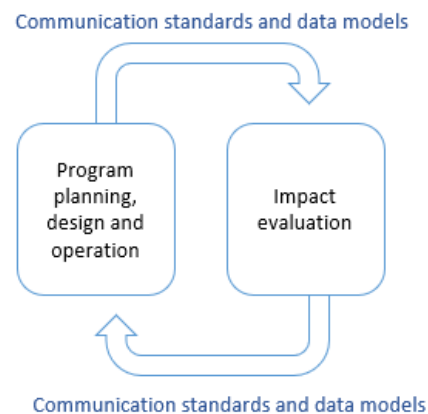 Communication standards and data models
Program
planning,
design and
operation
Impact
evaluation
Communication standards and data models